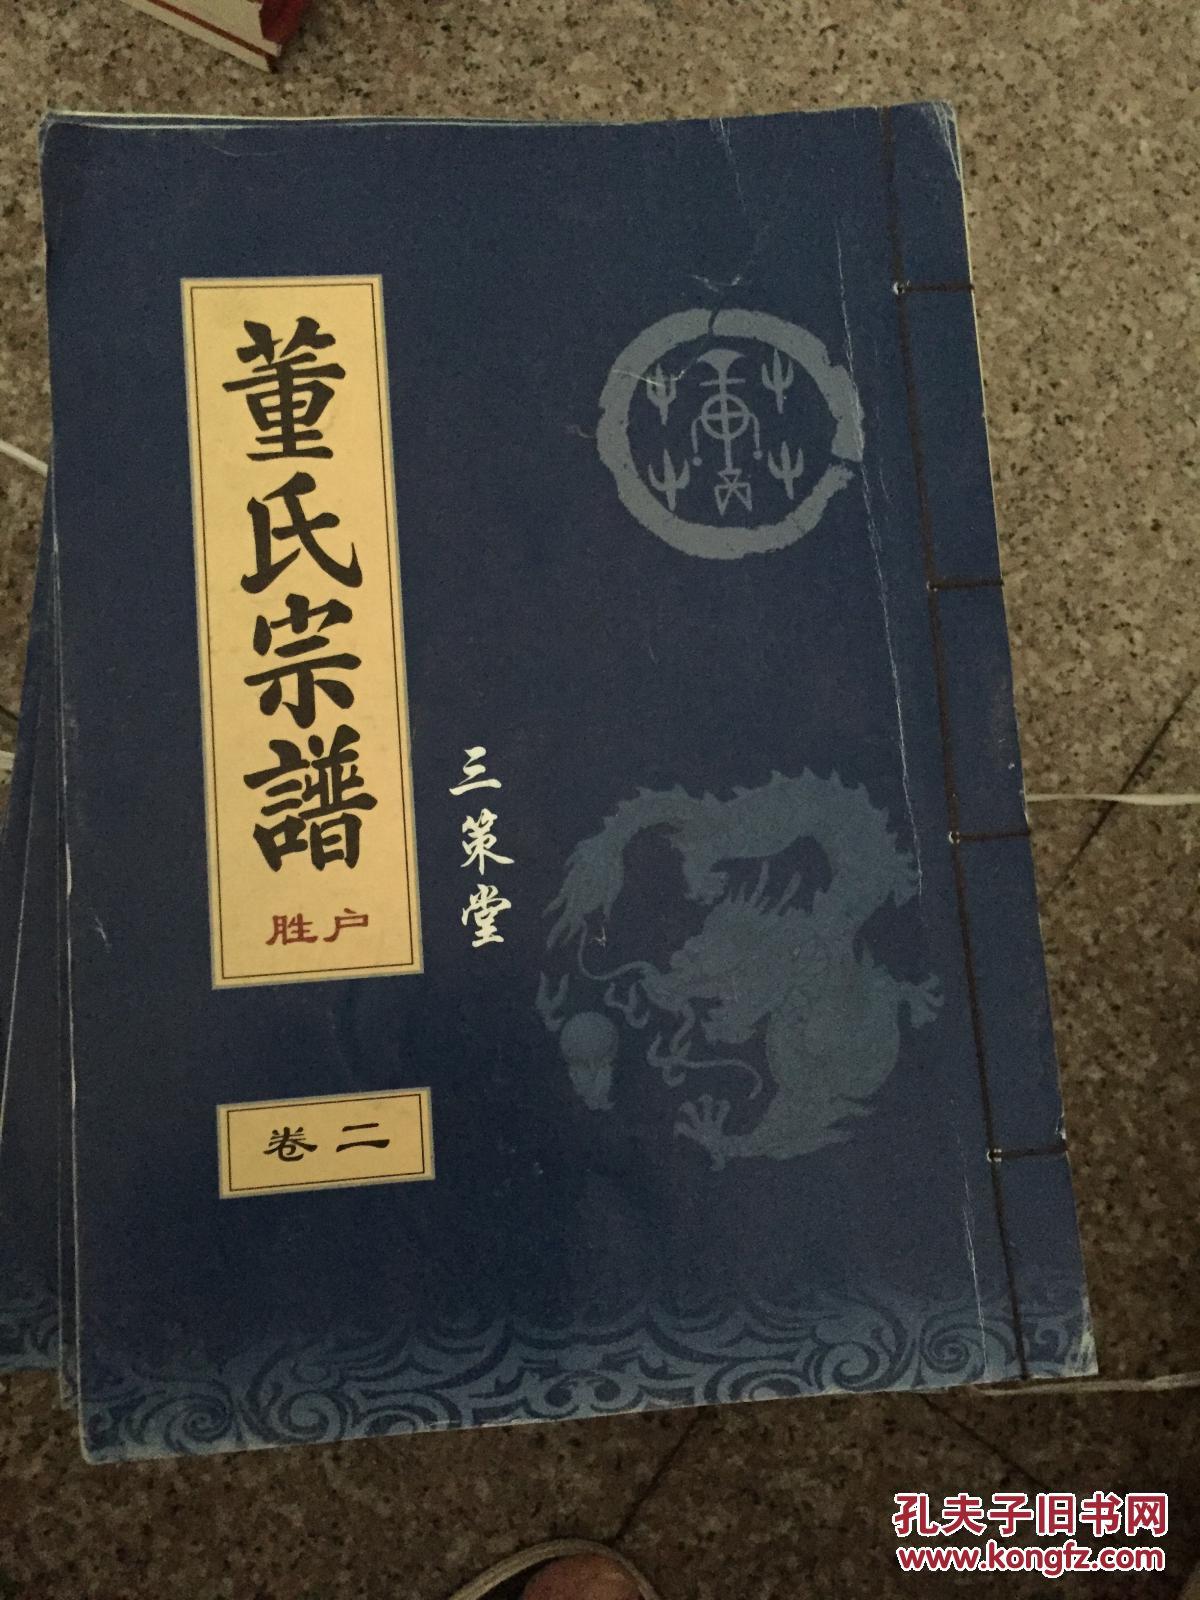 董氏宗譜
胜户
三策堂
卷二
孔夫子旧书网
www.kongfz.com